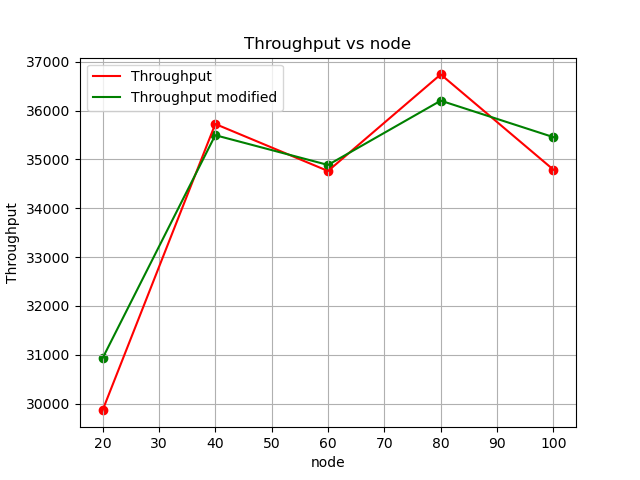 Throughput vs node
Throughput
Throughput modified
37000
36000
35000
34000
33000
32000
31000
30000
Throughput
20 30 40 50 60 70 80 90 100
node